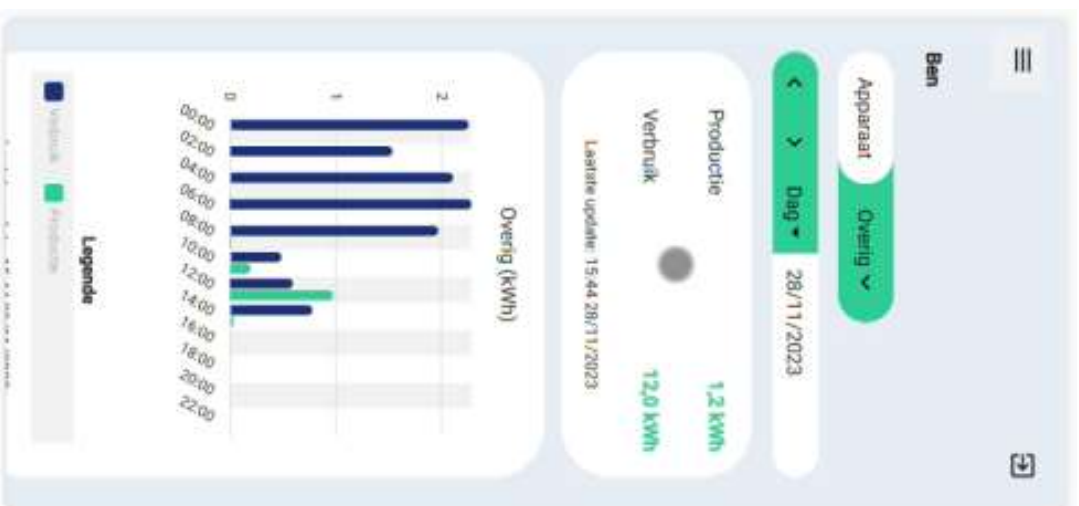 Ben
Apparaat Overig
Dag 28/11/2023
Productie 1,2 kWh
Verbruik 12,0 kWh
Laatste update: 15:44 28/11/2023
Overig (kWh)
2
1
0
00:00 02:00 04:00 06:00 08:00 10:00 12:00 14:00 16:00 18:00 20:00 22:00
Legende
Verbruik Productie